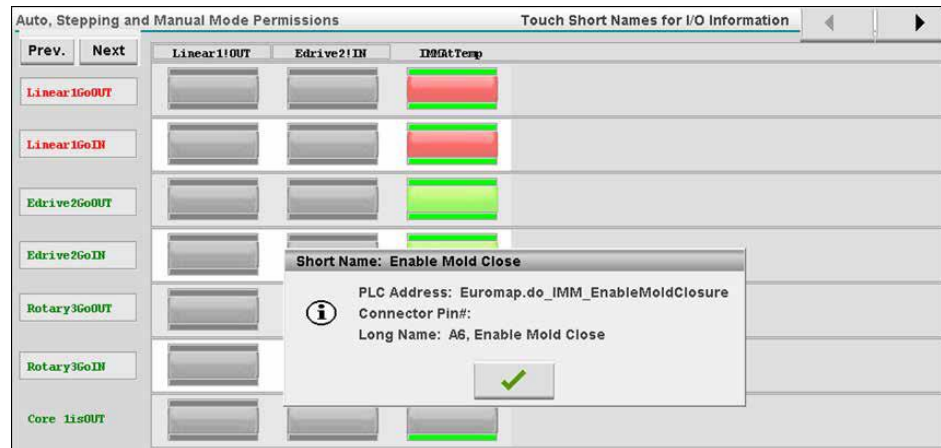 Auto, Stepping and Manual Mode Permissions
Touch Short Names for I/O Information
Prev. Next
Linear1!OUT Edrive2!IN IMMAtTemp
Linear1GoOUT
Linear1GoIN
Edrive2GoOUT
Edrive2GoIN
Short Name: Enable Mold Close
PLC Address: Euromap.do_IMM_EnableMoldClosure
Connector Pin#:
Long Name: A6, Enable Mold Close
Rotary3GoOUT
Rotary3GoIN
Core 1isOUT